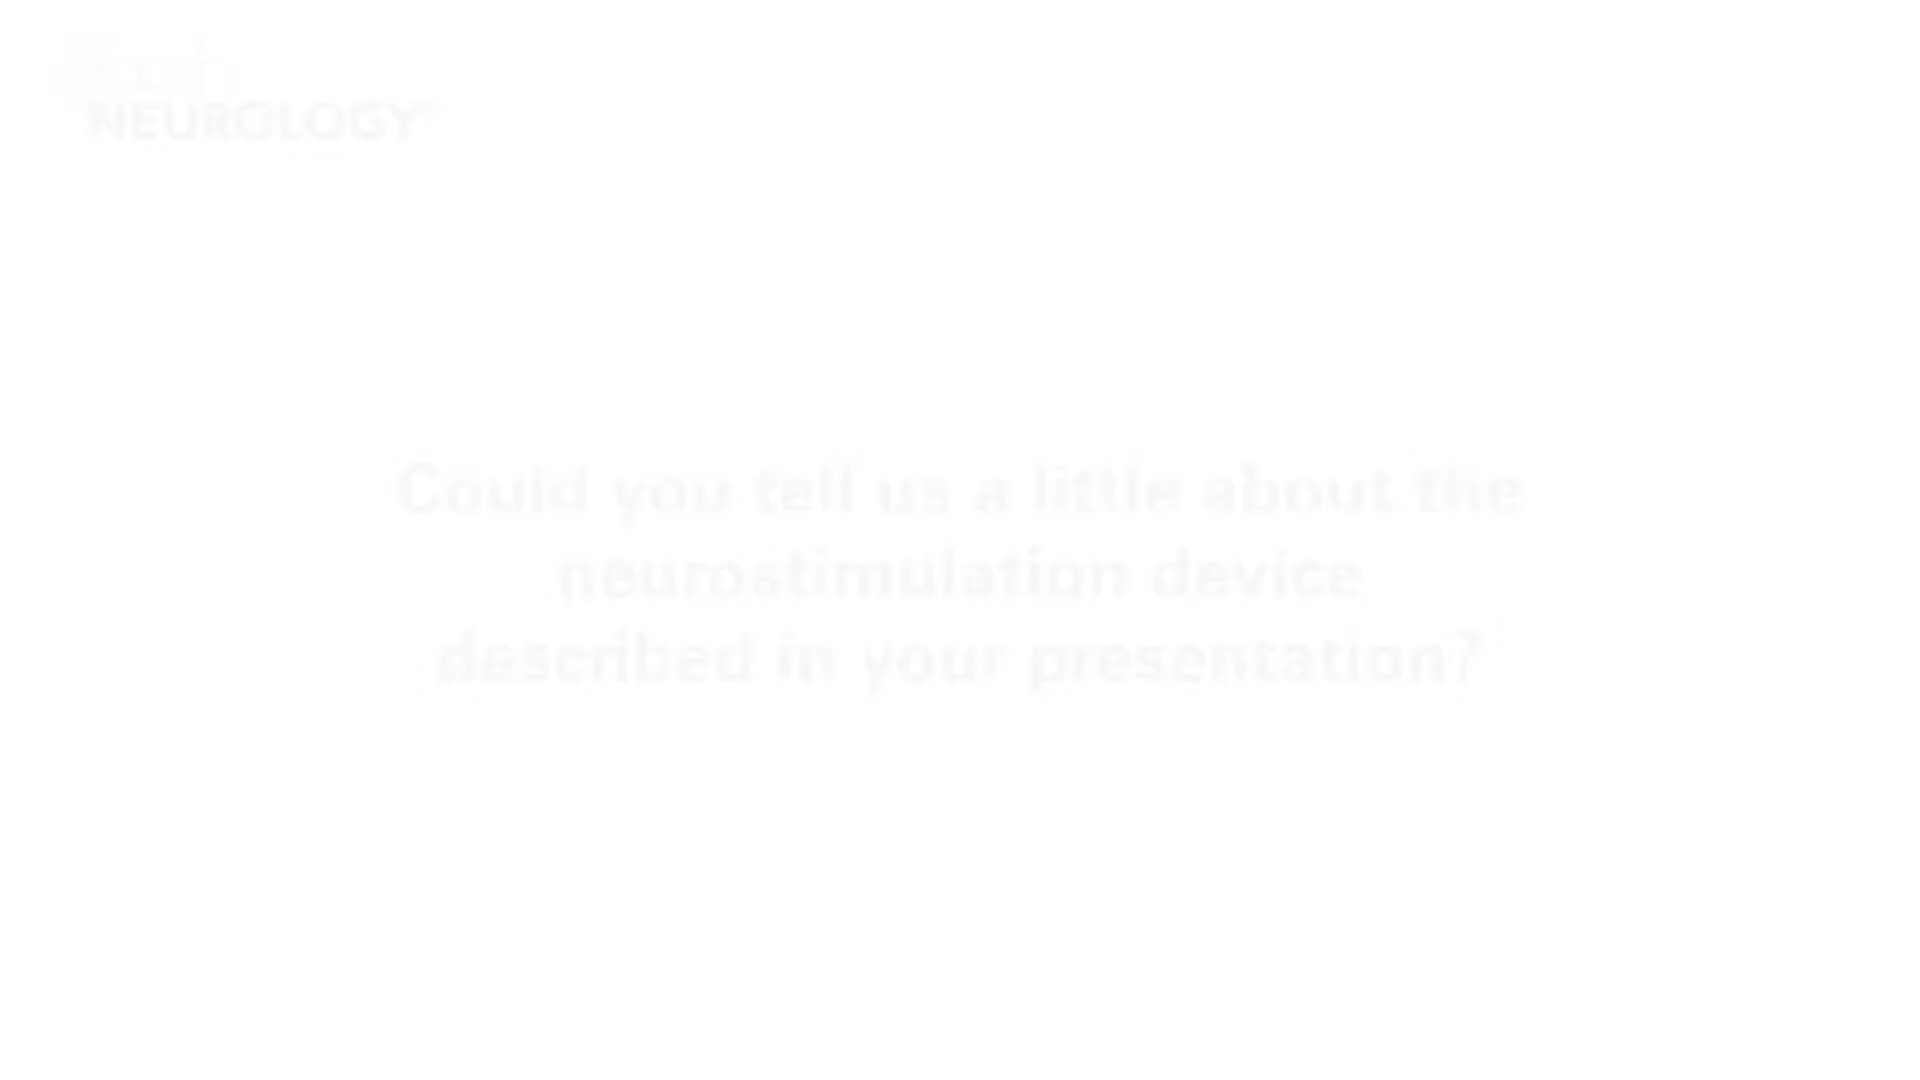 NEUROLOGY®
Could you tell us a little about the
neurostimulation device
described in your presentation?